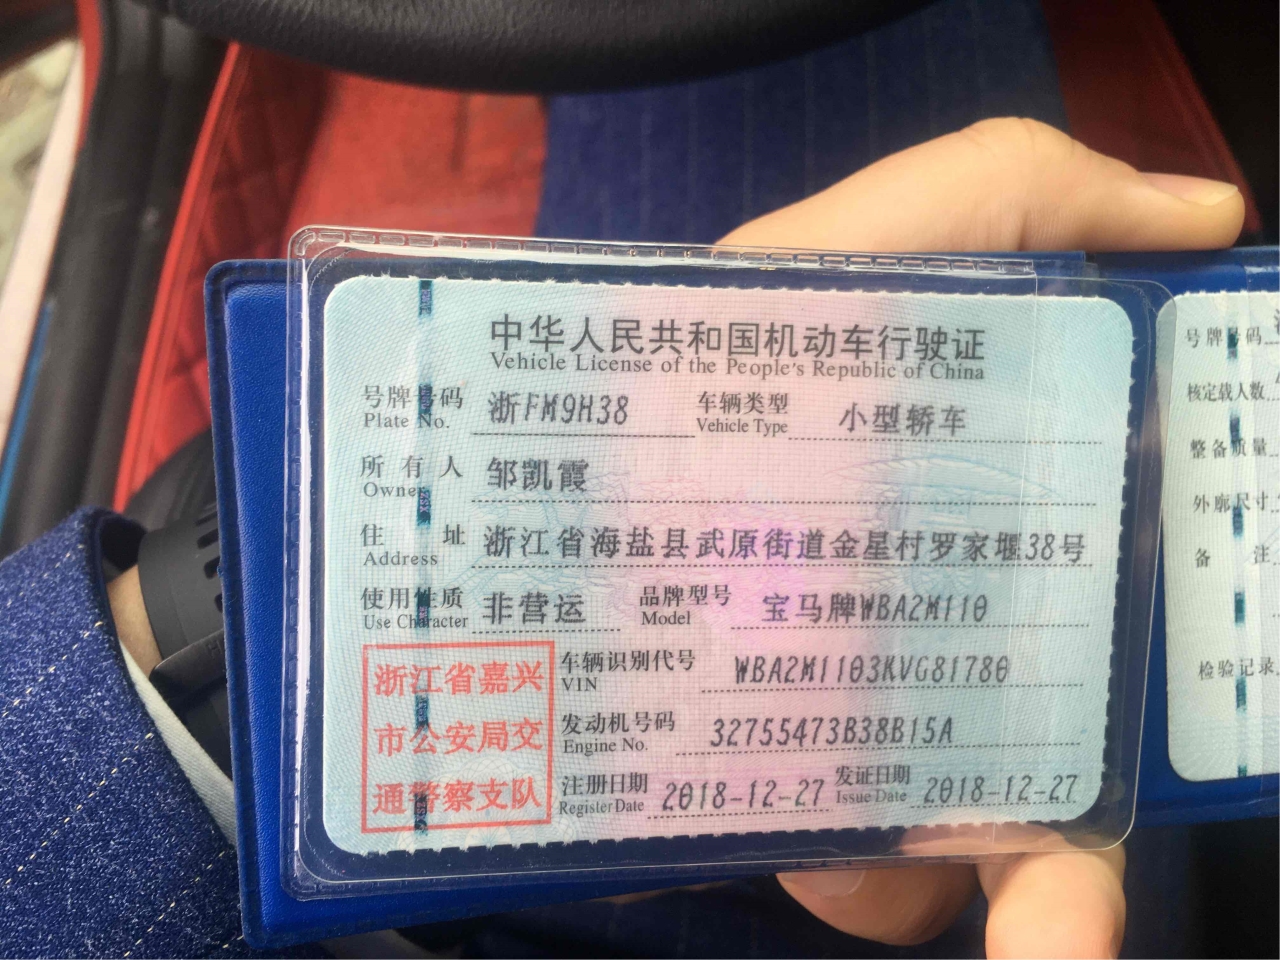 中华人民共和国机动车行驶证
Vehicle License of the People's Republic of China
号牌号码 浙FM9H38 车辆类型 小型轿车
Plate No. Vehicle Type
所有人 邹凯霞
Owner
住址 浙江省海盐县武原街道金星村罗家堰38号
Address
使用性质 非营运 品牌型号 宝马牌WBA2M110
Use Character Model
浙江省嘉兴
市公安局交
通警察支队
车辆识别代号 WBA2M1103KVG81780
VIN
发动机号码 32755473B38B15A
Engine No.
注册日期 2018-12-27 发证日期 2018-12-27
Register Date Issue Date
号牌号码
核定载人数
整备质量
外廓尺寸
备注
检验记录